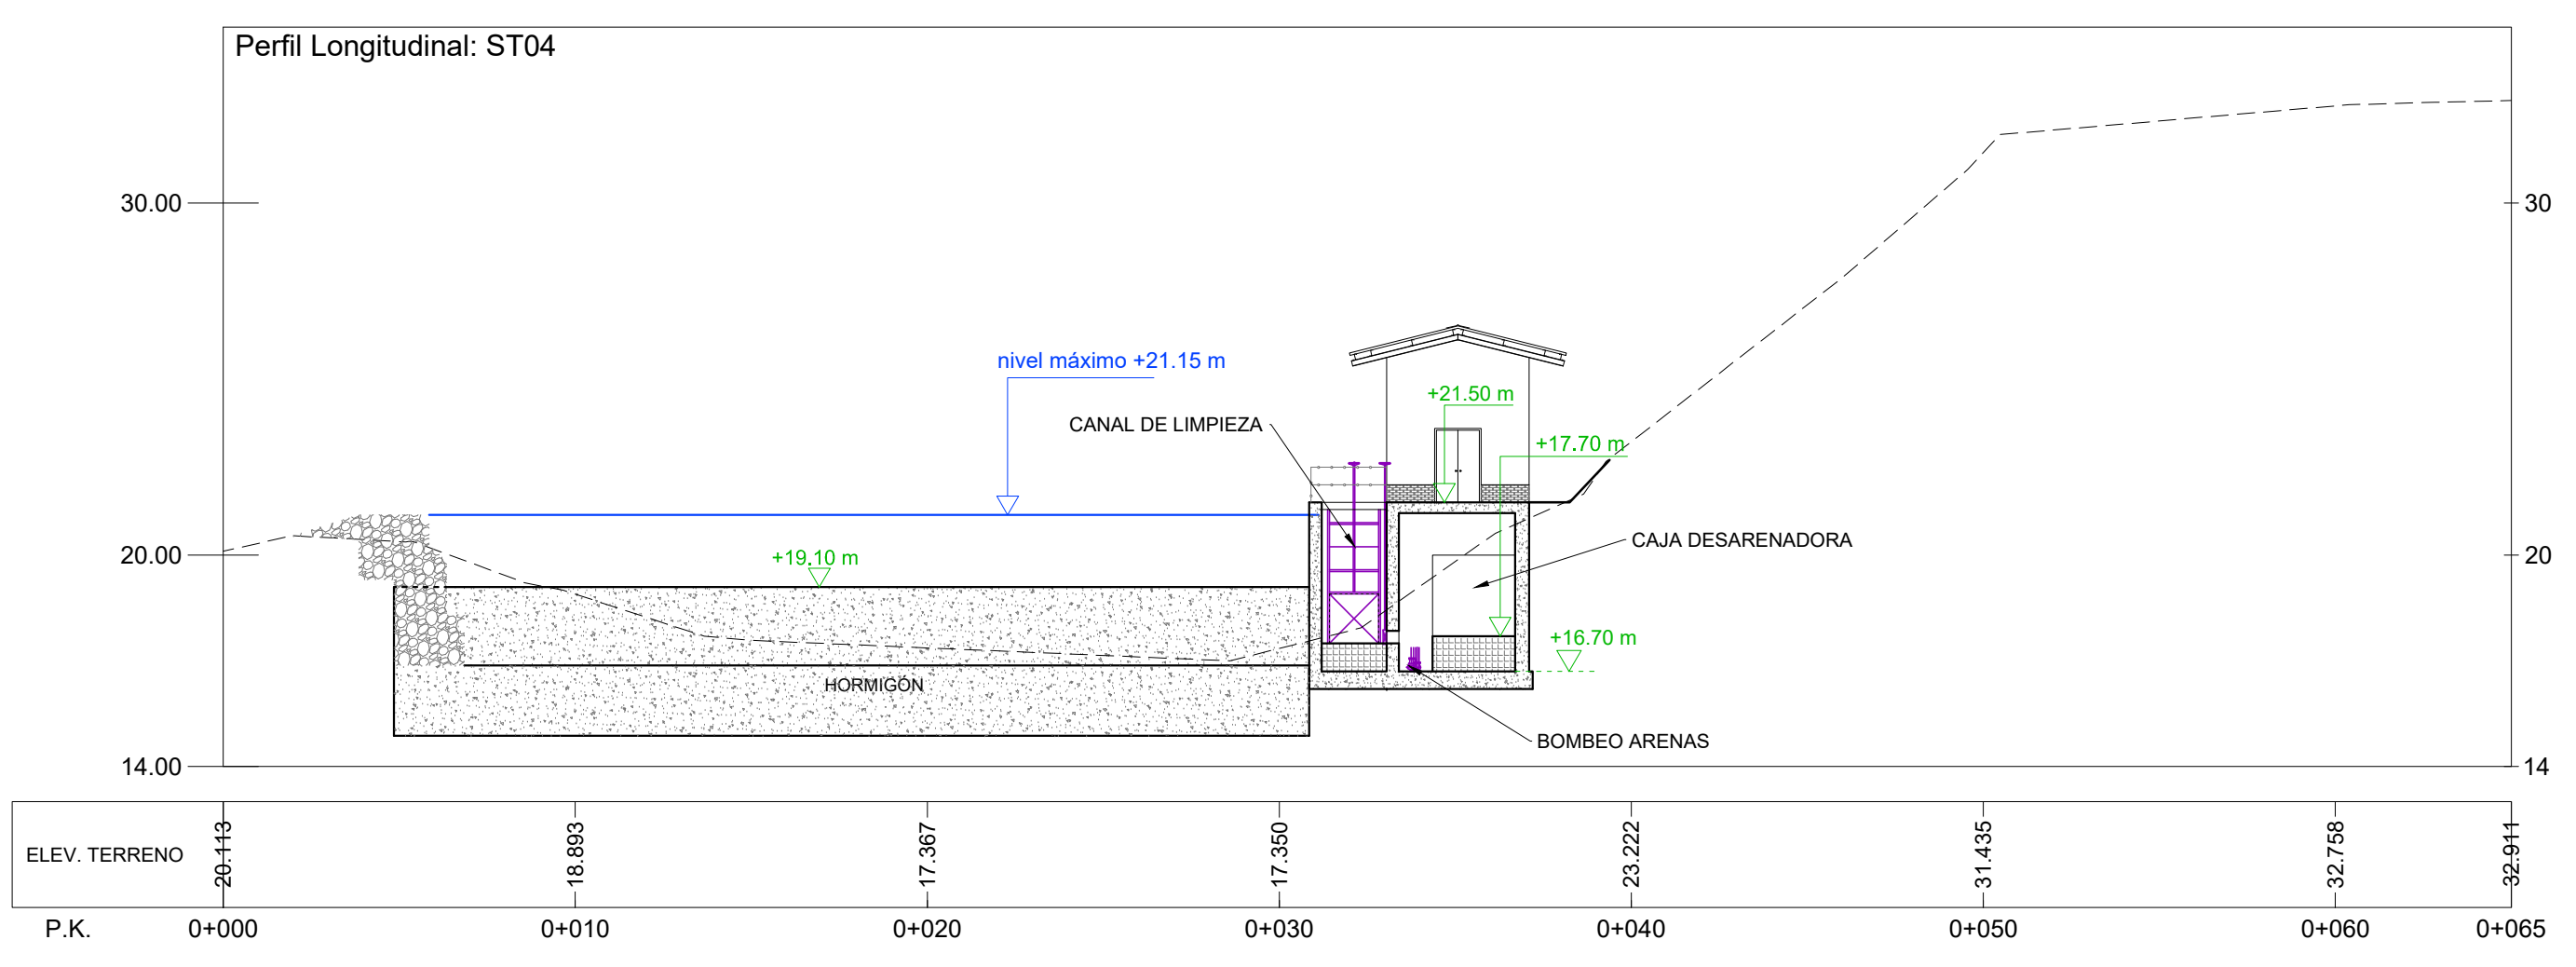 Perfil Longitudinal: ST04
30.00
30
nivel máximo +21.15 m
+21.50 m
CANAL DE LIMPIEZA
+17.70 m
20.00
+19.10 m
CAJA DESARENADORA
20
+16.70 m
HORMIGÓN
BOMBEO ARENAS
14.00
14
ELEV. TERRENO
20.113
18.893
17.367
17.350
23.222
31.435
32.758
32.911
P.K.
0+000
0+010
0+020
0+030
0+040
0+050
0+060
0+065